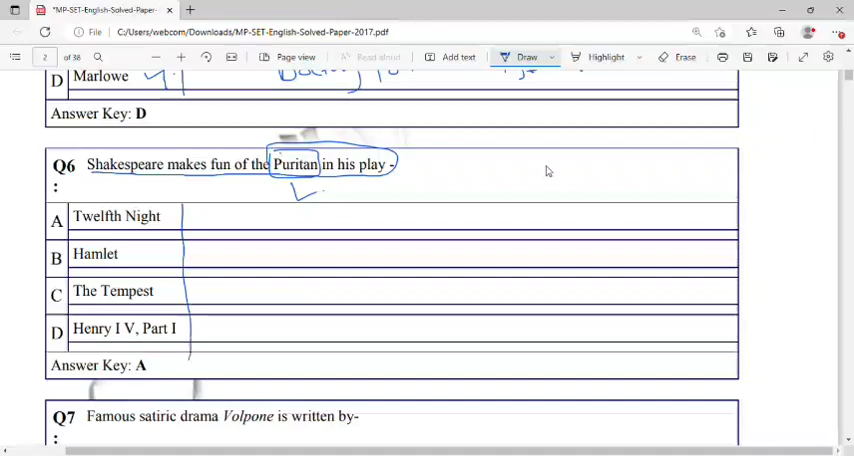 *MP-SET-English-Solved-Paper-2017.p
File C:/Users/webcom/Downloads/MP-SET-English-Solved-Paper-2017.pdf
2 of 38 Page view Read aloud Add text Draw Highlight Erase
D Marlowe
Answer Key: D
Q6 Shakespeare makes fun of the Puritan in his play -
:
A Twelfth Night
B Hamlet
C The Tempest
D Henry I V, Part I
Answer Key: A
Q7 Famous satiric drama Volpone is written by-
: